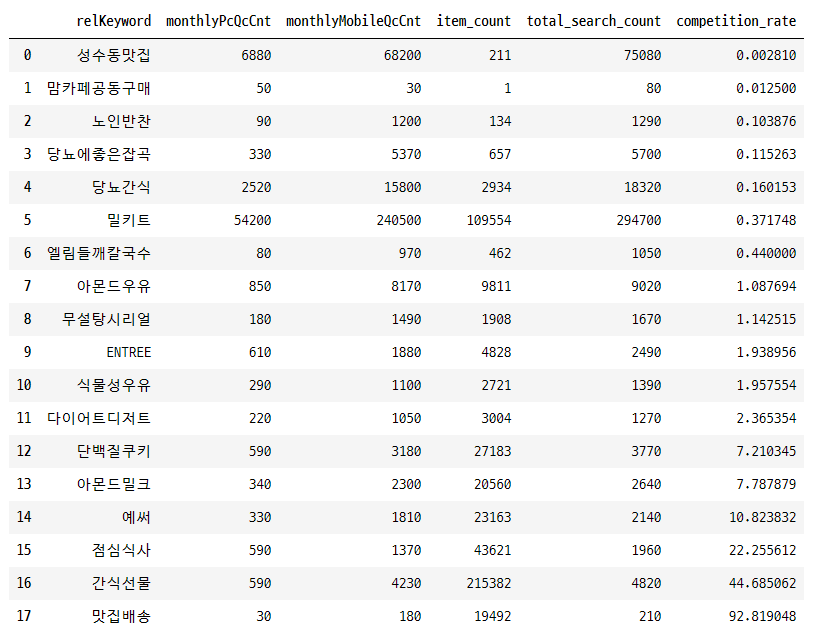 relKeyword monthlyPcQcCnt monthlyMobileQcCnt item_count total_search_count competition_rate
0 성수동맛집 6880 68200 211 75080 0.002810
1 맘카페공동구매 50 30 1 80 0.012500
2 노인반찬 90 1200 134 1290 0.103876
3 당뇨에좋은잡곡 330 5370 657 5700 0.115263
4 당뇨간식 2520 15800 2934 18320 0.160153
5 밀키트 54200 240500 109554 294700 0.371748
6 엘림들깨칼국수 80 970 462 1050 0.440000
7 아몬드우유 850 8170 9811 9020 1.087694
8 무설탕시리얼 180 1490 1908 1670 1.142515
9 ENTREE 610 1880 4828 2490 1.938956
10 식물성우유 290 1100 2721 1390 1.957554
11 다이어트디저트 220 1050 3004 1270 2.365354
12 단백질쿠키 590 3180 27183 3770 7.210345
13 아몬드밀크 340 2300 20560 2640 7.787879
14 예써 330 1810 23163 2140 10.823832
15 점심식사 590 1370 43621 1960 22.255612
16 간식선물 590 4230 215382 4820 44.685062
17 맛집배송 30 180 19492 210 92.819048